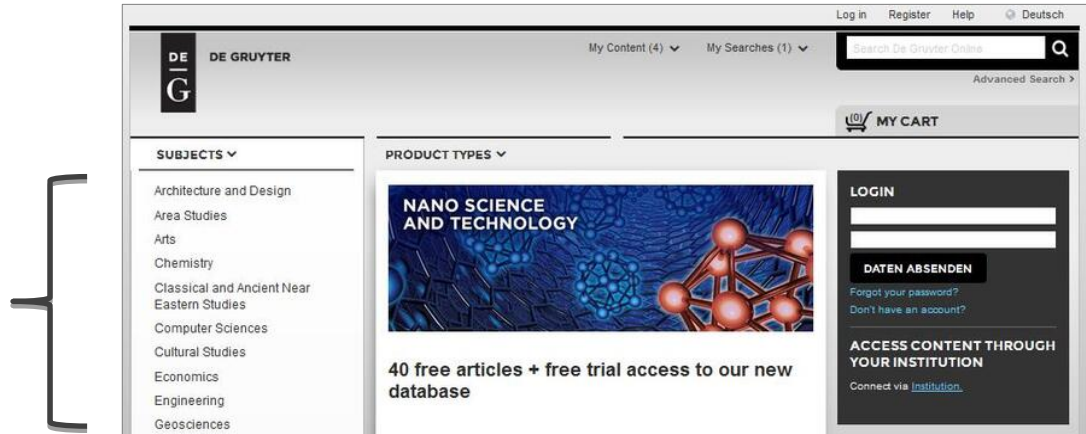 Log in Register Help Deutsch
DE
G
DE GRUYTER
My Content (4) My Searches (1)
Search De Gruyter Online
Advanced Search >
(0) MY CART
SUBJECTS
PRODUCT TYPES
Architecture and Design
Area Studies
Arts
Chemistry
Classical and Ancient Near
Eastern Studies
Computer Sciences
Cultural Studies
Economics
Engineering
Geosciences
NANO SCIENCE
AND TECHNOLOGY
40 free articles + free trial access to our new
database
LOGIN
DATEN ABSENDEN
Forgot your password?
Don't have an account?
ACCESS CONTENT THROUGH
YOUR INSTITUTION
Connect via Institution.